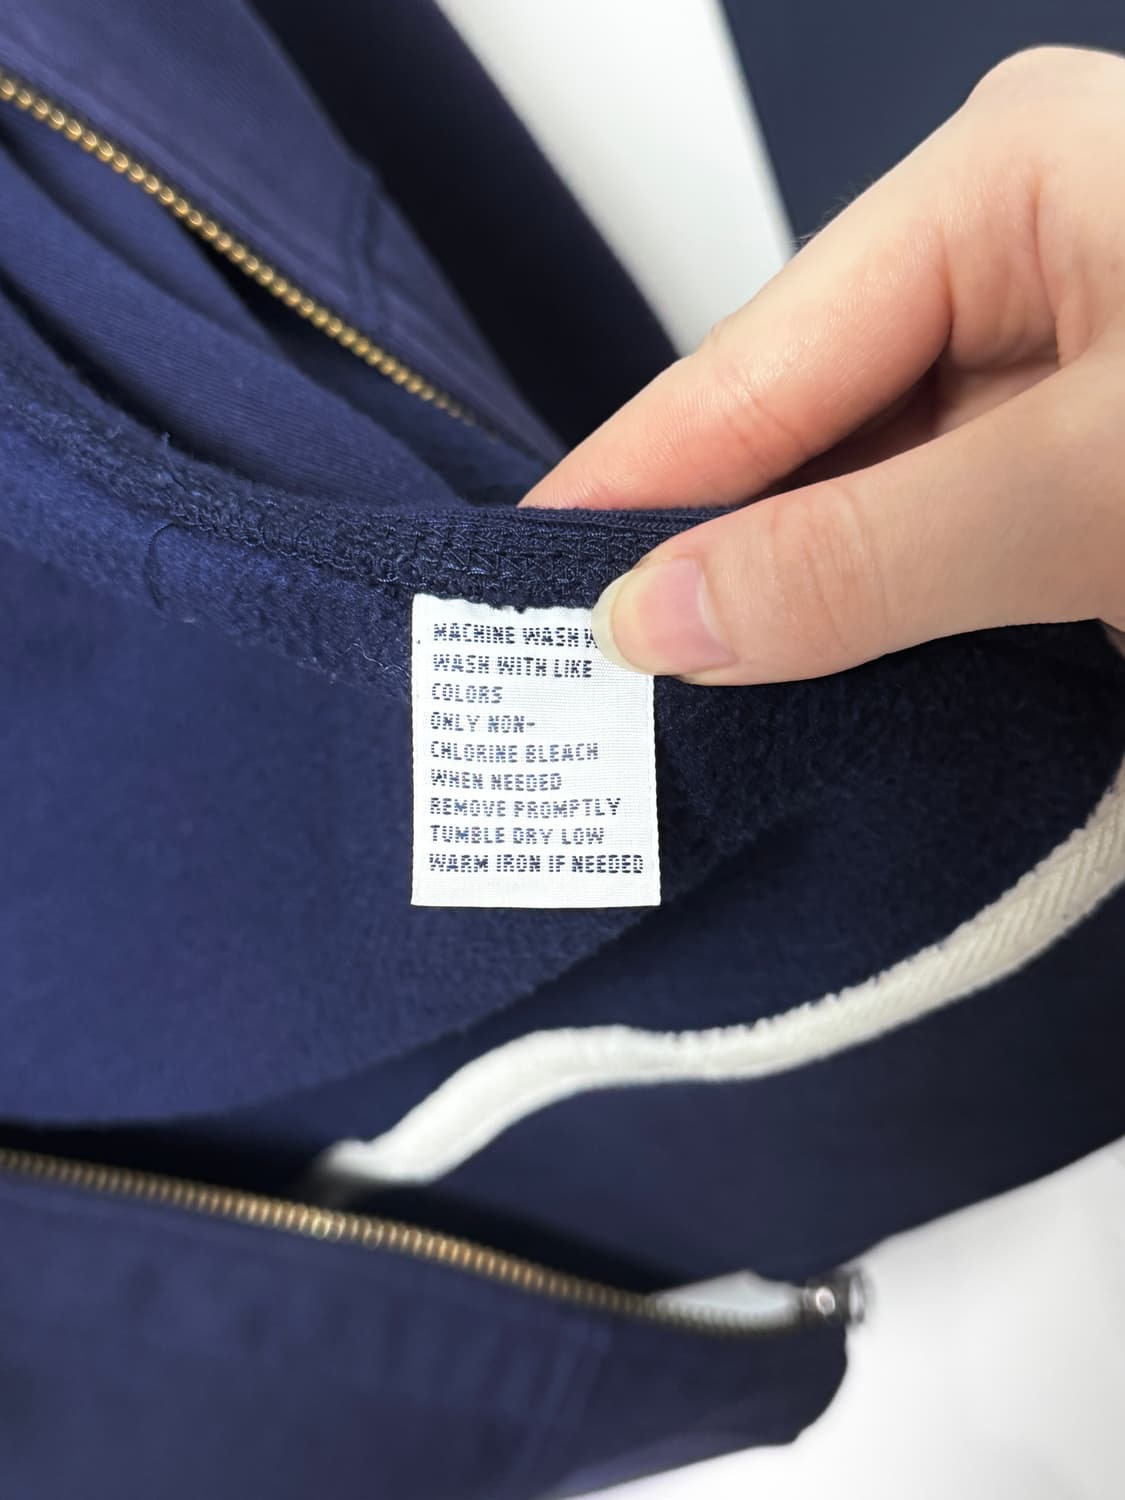 MACHINE WASH
WASH WITH LIKE
COLORS
ONLY NON-
CHLORINE BLEACH
WHEN NEEDED
REMOVE PROMPTLY
TUMBLE DRY LOW
WARM IRON IF NEEDED